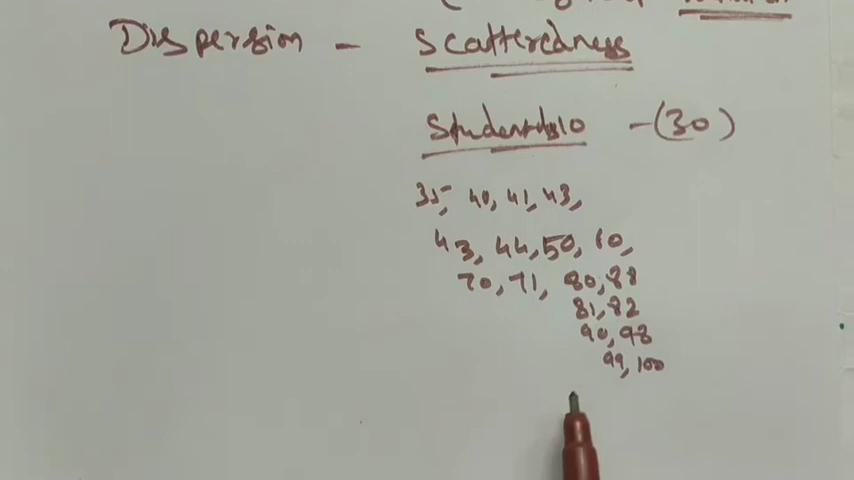 Dispersion - Scatteredness
-(30)
35, 40, 41, 43,
43, 44, 50, 60,
70, 71, 80, 88
81, 82
90, 98
99, 100